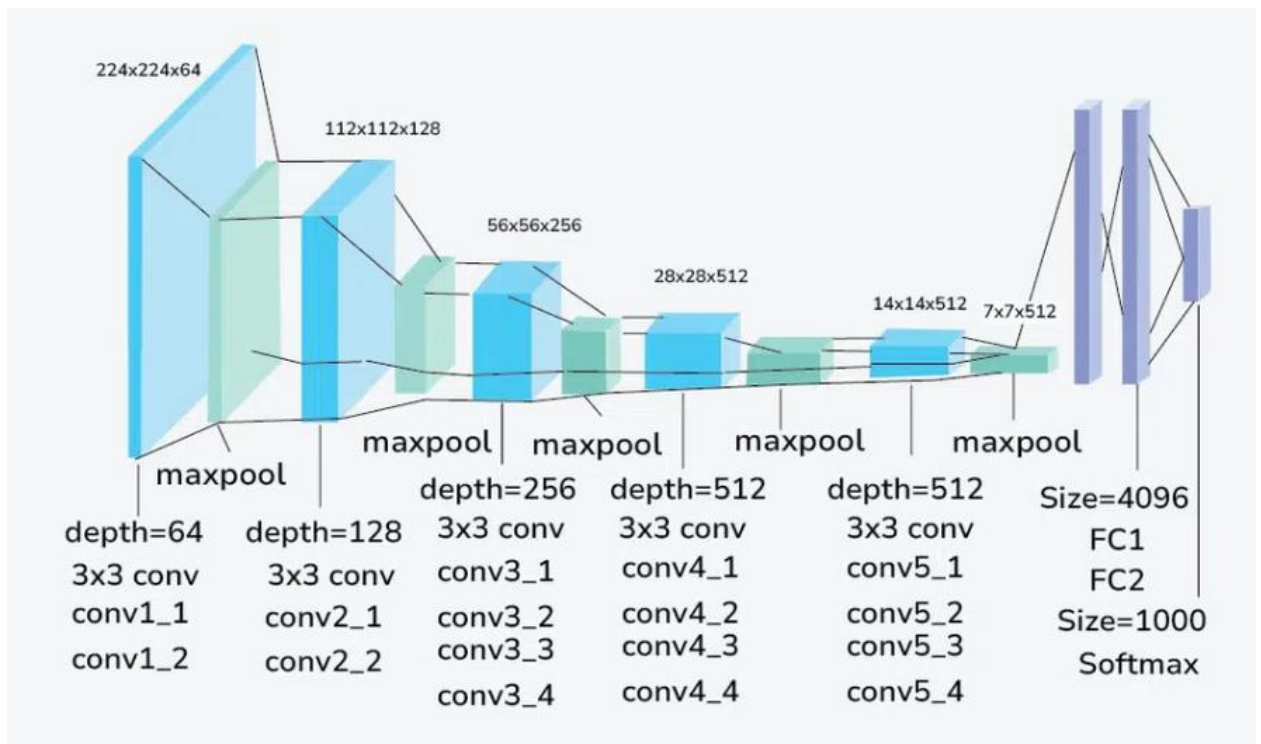 224x224x64
112x112x128
56x56x256
28x28x512
14x14x512
7x7x512
maxpool
maxpool
maxpool
maxpool
maxpool
depth=64
3x3 conv
conv1_1
conv1_2
depth=128
3x3 conv
conv2_1
conv2_2
depth=256
3x3 conv
conv3_1
conv3_2
conv3_3
conv3_4
depth=512
3x3 conv
conv4_1
conv4_2
conv4_3
conv4_4
depth=512
3x3 conv
conv5_1
conv5_2
conv5_3
conv5_4
Size=4096
FC1
FC2
Size=1000
Softmax